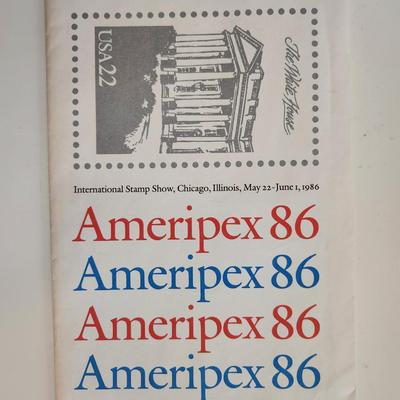 USA 22
The White House
International Stamp Show, Chicago, Illinois, May 22-June 1, 1986
Ameripex 86
Ameripex 86
Ameripex 86
Ameripex 86